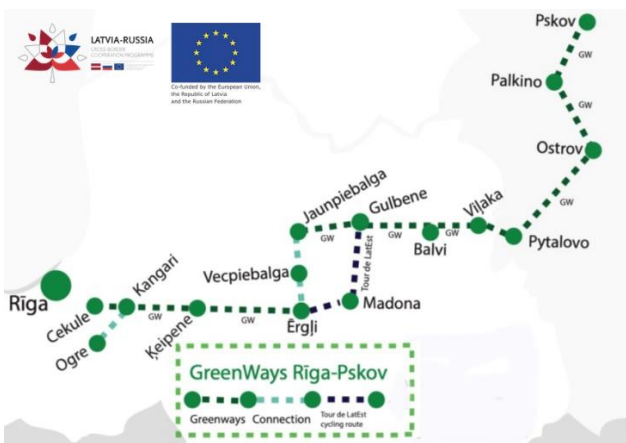 LATVIA-RUSSIA
CROSS BORDER
COOPERATION PROGRAMME
Co-funded by the European Union,
the Republic of Latvia
and the Russian Federation
Pskov
GW
Palkino
GW
Ostrov
GW
Pytalovo
Viļaka
GW
Balvi
GW
Gulbene
Jaunpiebalga
GW
Tour de LatEst
Vecpiebalga
Madona
Ērgļi
GW
Rīga
Kangari
Cekule
GW
Ķeipene
Ogre
GreenWays Rīga-Pskov
Greenways
Connection
Tour de LatEst
cycling route